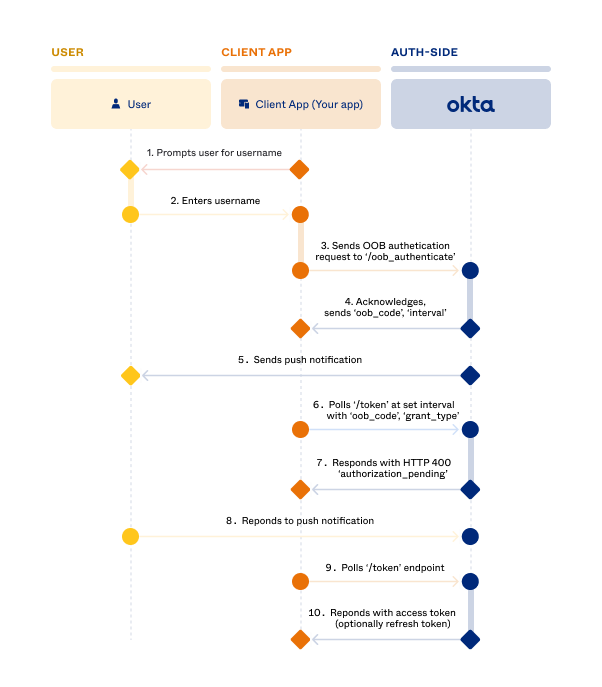 USER
CLIENT APP
AUTH-SIDE
User
Client App (Your app)
okta
1. Prompts user for username
2. Enters username
3. Sends OOB authetication
request to ‘/oob_authenticate’
4. Acknowledges,
sends ‘oob_code’, ‘interval’
5. Sends push notification
6. Polls ‘/token’ at set interval
with ‘oob_code’, ‘grant_type’
7. Responds with HTTP 400
‘authorization_pending’
8. Reponds to push notification
9. Polls ‘/token’ endpoint
10. Reponds with access token
(optionally refresh token)